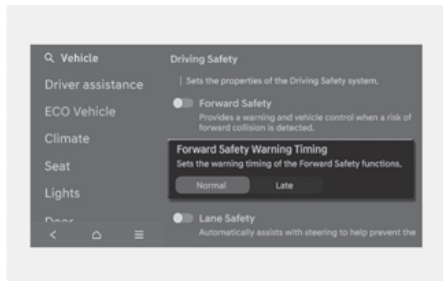 Vehicle
Driver assistance
ECO Vehicle
Climate
Seat
Lights
Door
Driving Safety
Sets the properties of the Driving Safety system.
Forward Safety
Provides a warning and vehicle control when a risk of
forward collision is detected.
Forward Safety Warning Timing
Sets the warning timing of the Forward Safety functions.
Normal
Late
Lane Safety
Automatically assists with steering to help prevent the